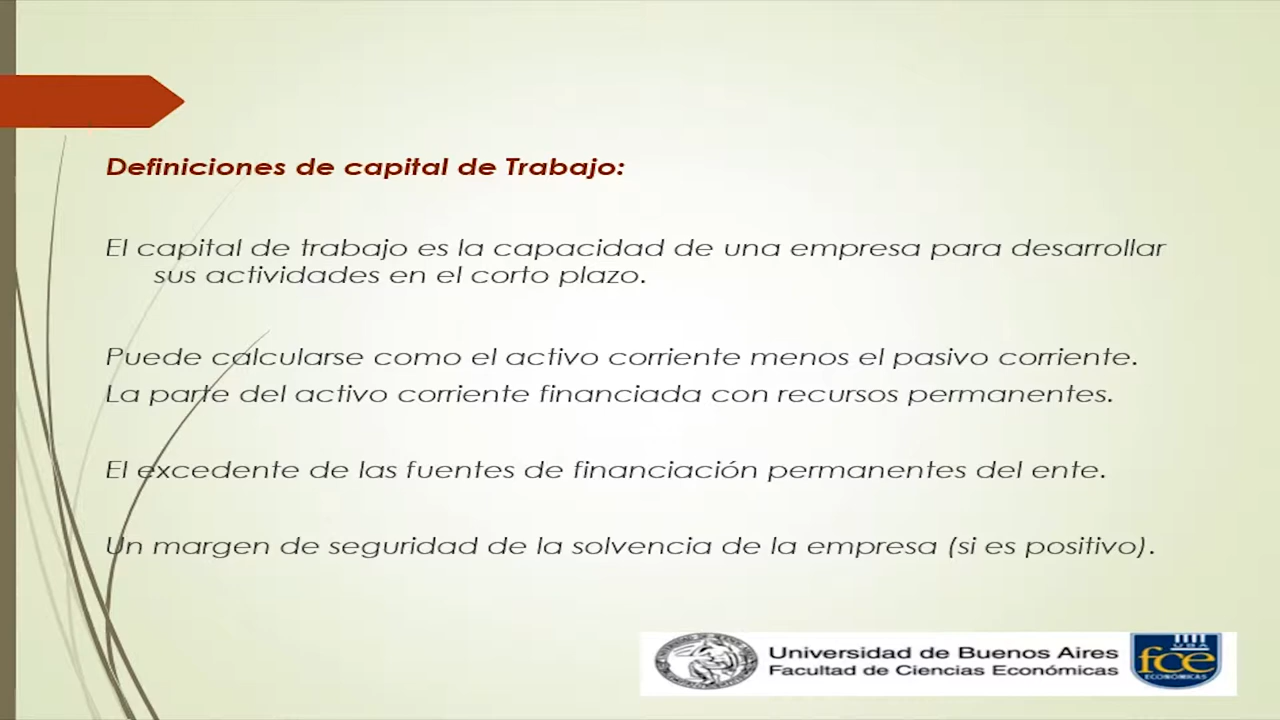 Definiciones de capital de Trabajo:
El capital de trabajo es la capacidad de una empresa para desarrollar
sus actividades en el corto plazo.
Puede calcularse como el activo corriente menos el pasivo corriente.
La parte del activo corriente financiada con recursos permanentes.
El excedente de las fuentes de financiación permanentes del ente.
Un margen de seguridad de la solvencia de la empresa (si es positivo).
Universidad de Buenos Aires
Facultad de Ciencias Económicas
UBA
fce
ECONÓMICAS